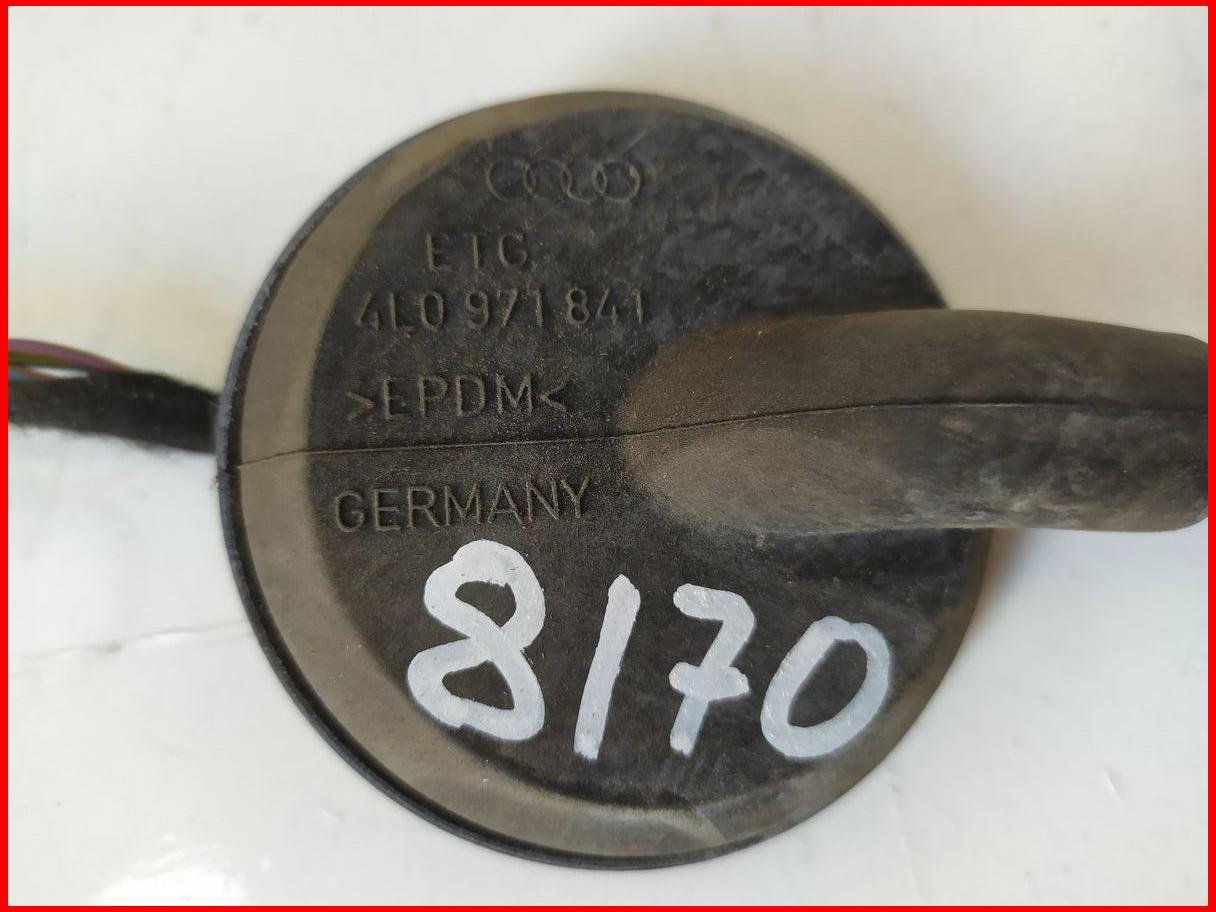 ETC
4L0 971 841
>EPDM<
GERMANY
8170